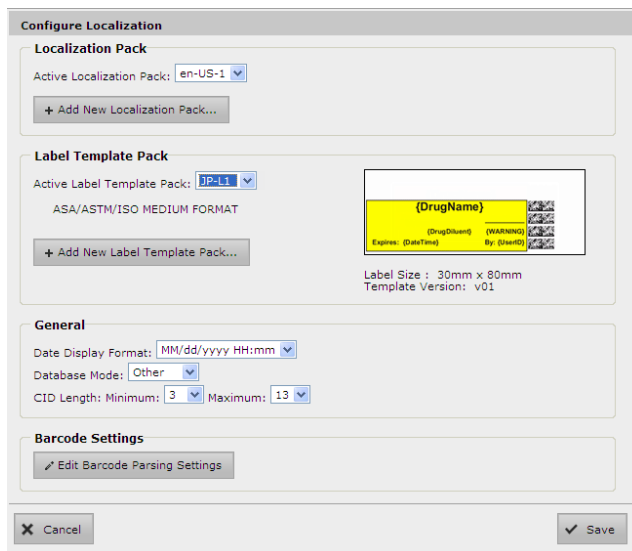 Configure Localization
Localization Pack
Active Localization Pack: en-US-1
+ Add New Localization Pack...
Label Template Pack
Active Label Template Pack: JP-L1
ASA/ASTM/ISO MEDIUM FORMAT
+ Add New Label Template Pack...
{DrugName}
{DrugDiluent} {WARNING}
Expires: {DateTime} By: {UserID}
Label Size : 30mm x 80mm
Template Version: v01
General
Date Display Format: MM/dd/yyyy HH:mm
Database Mode: Other
CID Length: Minimum: 3 Maximum: 13
Barcode Settings
Edit Barcode Parsing Settings
Cancel
Save